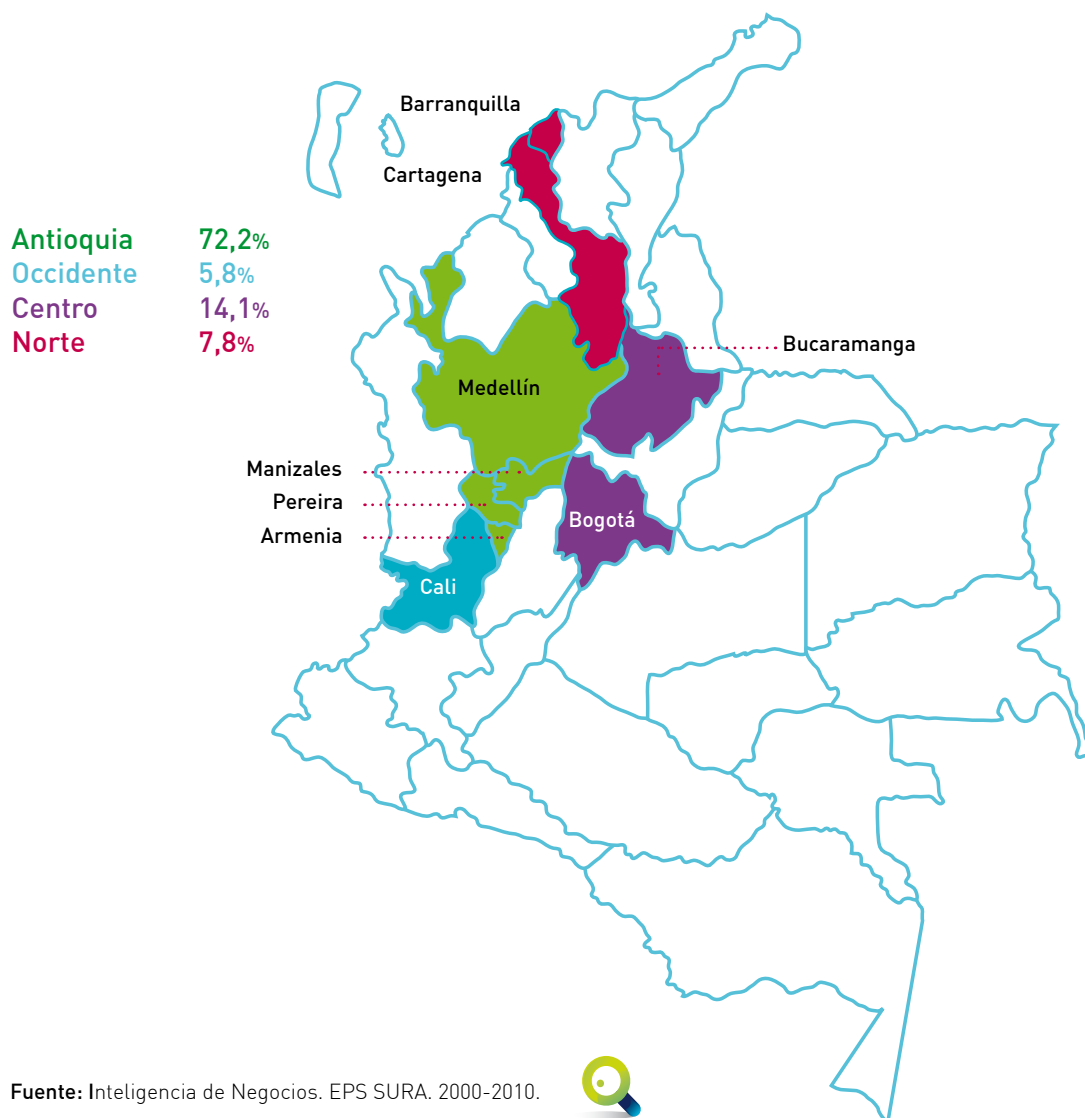 Barranquilla
Cartagena
Antioquia 72,2%
Occidente 5,8%
Centro 14,1%
Norte 7,8%
Bucaramanga
Medellín
Manizales
Pereira
Bogotá
Armenia
Cali
Fuente: Inteligencia de Negocios. EPS SURA. 2000-2010.